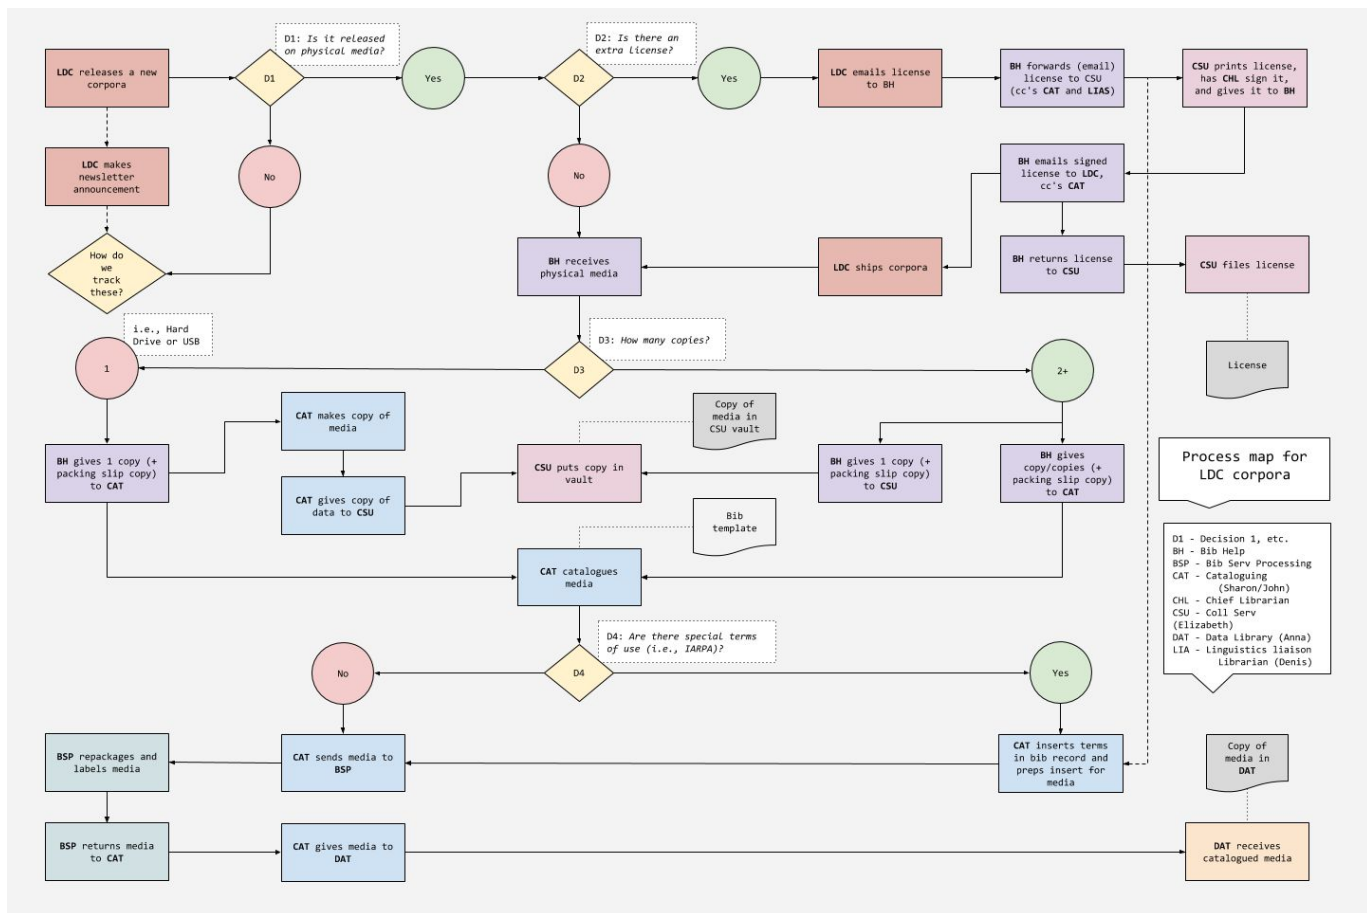 D1: Is it released
on physical media?
D2: Is there an
extra license?
LDC releases a new
corpora
D1
Yes
D2
Yes
LDC emails license
to BH
BH forwards (email)
license to CSU
(cc's CAT and LIAS)
CSU prints license,
has CHL sign it,
and gives it to BH
LDC makes
newsletter
announcement
No
No
BH emails signed
license to LDC,
cc's CAT
How do
we
track
these?
BH receives
physical media
LDC ships corpora
BH returns license
to CSU
CSU files license
i.e., Hard
Drive or USB
D3: How many copies?
1
D3
2+
License
CAT makes copy of
media
Copy of
media in
CSU vault
BH gives 1 copy (+
packing slip copy)
to CAT
CSU puts copy in
vault
BH gives 1 copy (+
packing slip copy)
to CSU
BH gives
copy/copies (+
packing slip copy)
to CAT
Process map for
LDC corpora
CAT gives copy of
data to CSU
Bib
template
CAT catalogues
media
D1 - Decision 1, etc.
BH - Bib Help
BSP - Bib Serv Processing
CAT - Cataloguing
(Sharon/John)
CHL - Chief Librarian
CSU - Coll Serv
(Elizabeth)
DAT - Data Library (Anna)
LIA - Linguistics liaison
Librarian (Denis)
D4: Are there special terms
of use (i.e., IARPA)?
No
D4
Yes
BSP repackages and
labels media
CAT sends media to
BSP
CAT inserts terms
in bib record and
preps insert for
media
Copy of
media in
DAT
BSP returns media
to CAT
CAT gives media to
DAT
DAT receives
catalogued media